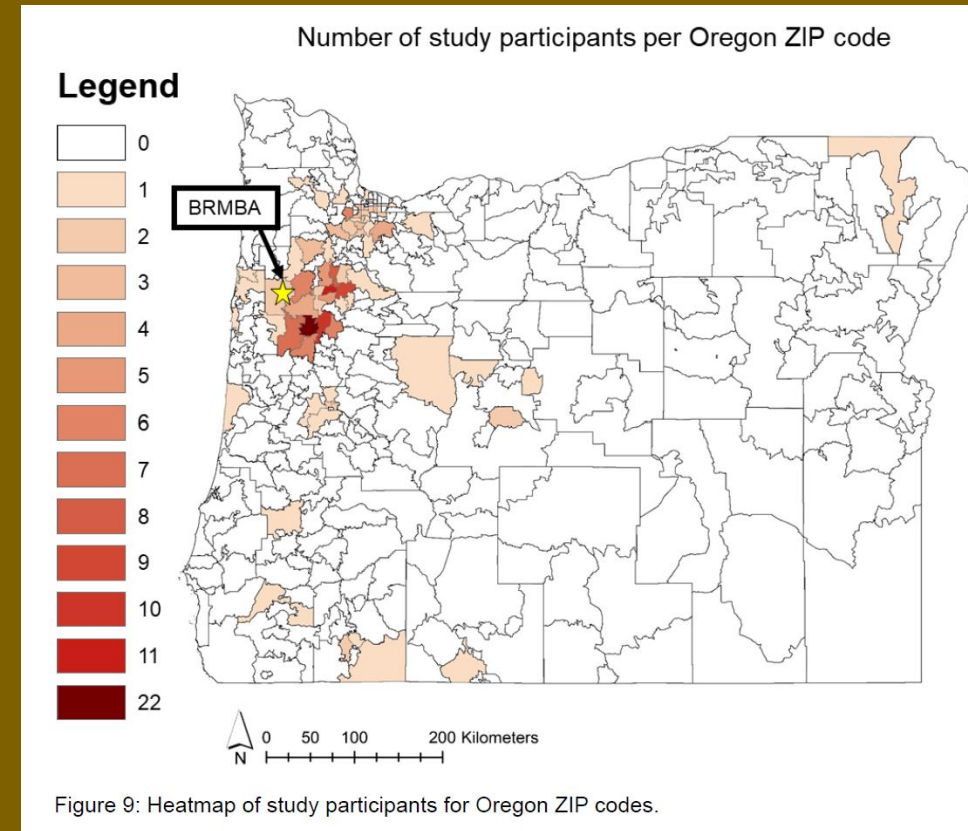 Number of study participants per Oregon ZIP code
Legend
0
1
2
3
4
5
6
7
8
9
10
11
22
BRMBA
N
0 50 100 200 Kilometers
Figure 9: Heatmap of study participants for Oregon ZIP codes.